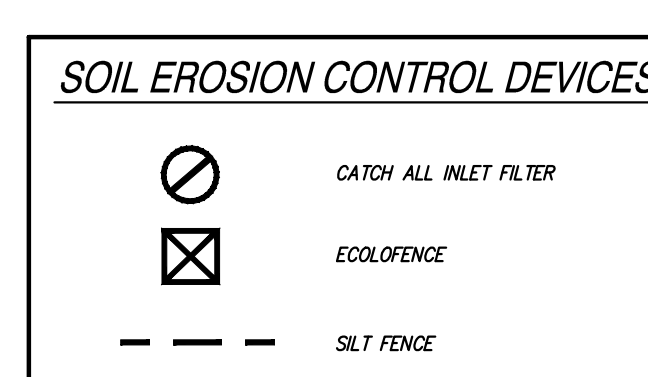 SOIL EROSION CONTROL DEVICES
CATCH ALL INLET FILTER
ECOLOFENCE
SILT FENCE